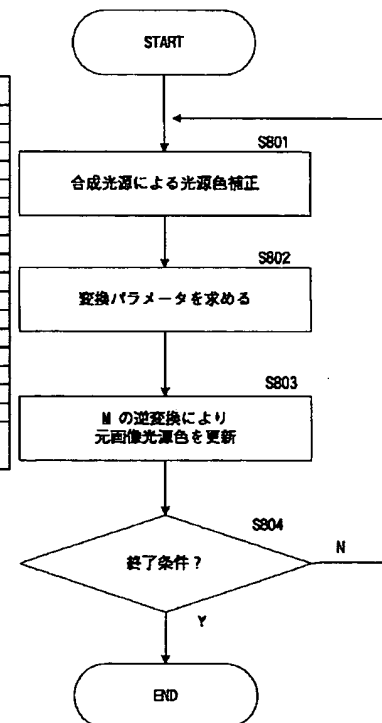 START
S801
合成光源による光源色補正
S802
変換パラメータを求める
S803
M の逆変換により
元画像光源色を更新
S804
終了条件？
N
Y
END